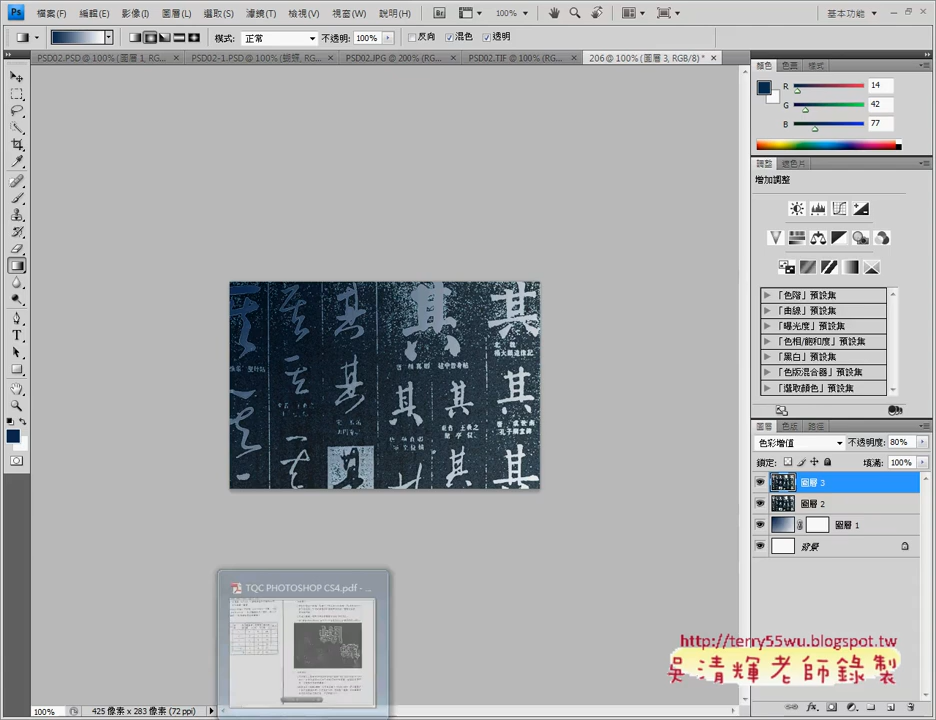 Ps 檔案(F) 編輯(E) 影像(I) 圖層(L) 選取(S) 濾鏡(T) 檢視(V) 視窗(W) 說明(H) Br 100% 基本功能
模式: 正常 不透明: 100% 反向 混色 透明
PSD02.PSD @ 100% (圖層 1, RG... × PSD02-1.PSD @ 100% (蝴蝶, RG... × PSD02.JPG @ 200% (RG... × PSD02.TIF @ 100% (RG... × 206 @ 100% (圖層 3, RGB/8) * ×
顏色 色票 樣式
R 14
G 42
B 77
調整 遮色片
增加調整
「色階」預設集
「曲線」預設集
「曝光度」預設集
「色相/飽和度」預設集
「黑白」預設集
「色版混合器」預設集
「選取顏色」預設集
圖層 色版 路徑
色彩增值 不透明度: 80%
鎖定: 填滿: 100%
圖層 3
圖層 2
圖層 1
背景
其 其
其
其 其 其
其 其
TQC PHOTOSHOP CS4.pdf - ...
http://terry55wu.blogspot.tw
吳清輝老師錄製
100% 425 像素 x 283 像素 (72 ppi)